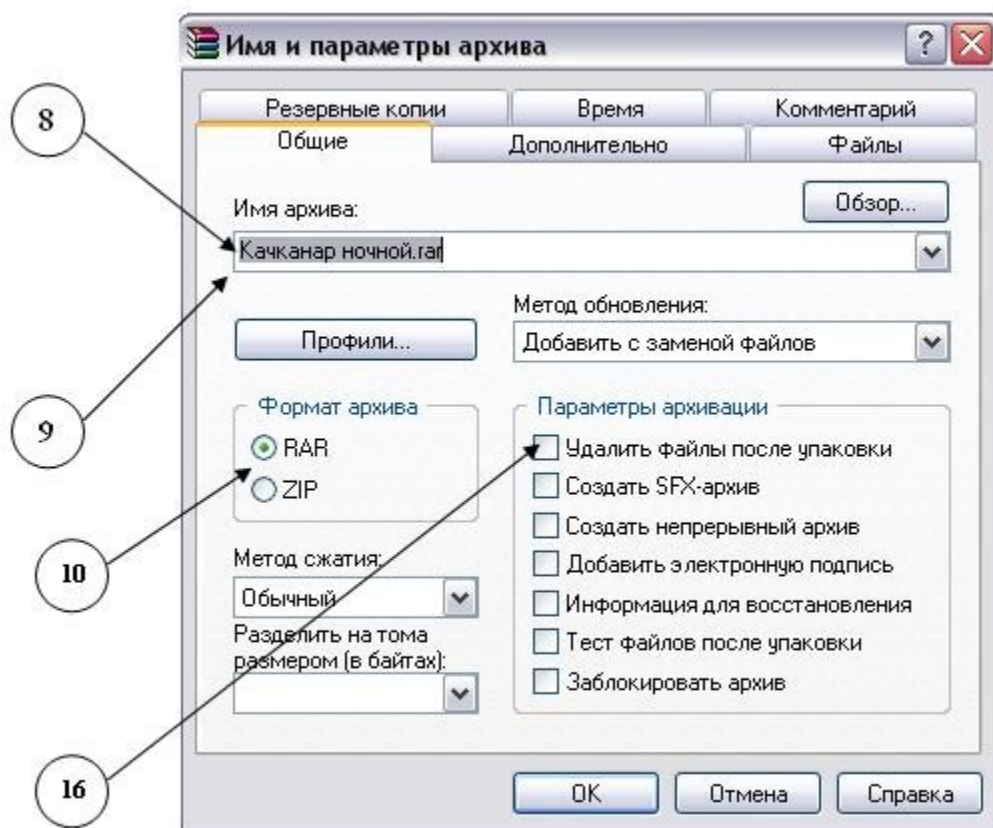 Имя и параметры архива
Резервные копии
Время
Комментарий
Общие
Дополнительно
Файлы
8
Имя архива:
Обзор...
Качканар ночной.rar
Метод обновления:
Профили...
Добавить с заменой файлов
9
Формат архива
Параметры архивации
RAR
Удалить файлы после упаковки
ZIP
Создать SFX-архив
Создать непрерывный архив
10
Метод сжатия:
Добавить электронную подпись
Обычный
Информация для восстановления
Разделить на тома
размером (в байтах):
Тест файлов после упаковки
Заблокировать архив
16
OK
Отмена
Справка